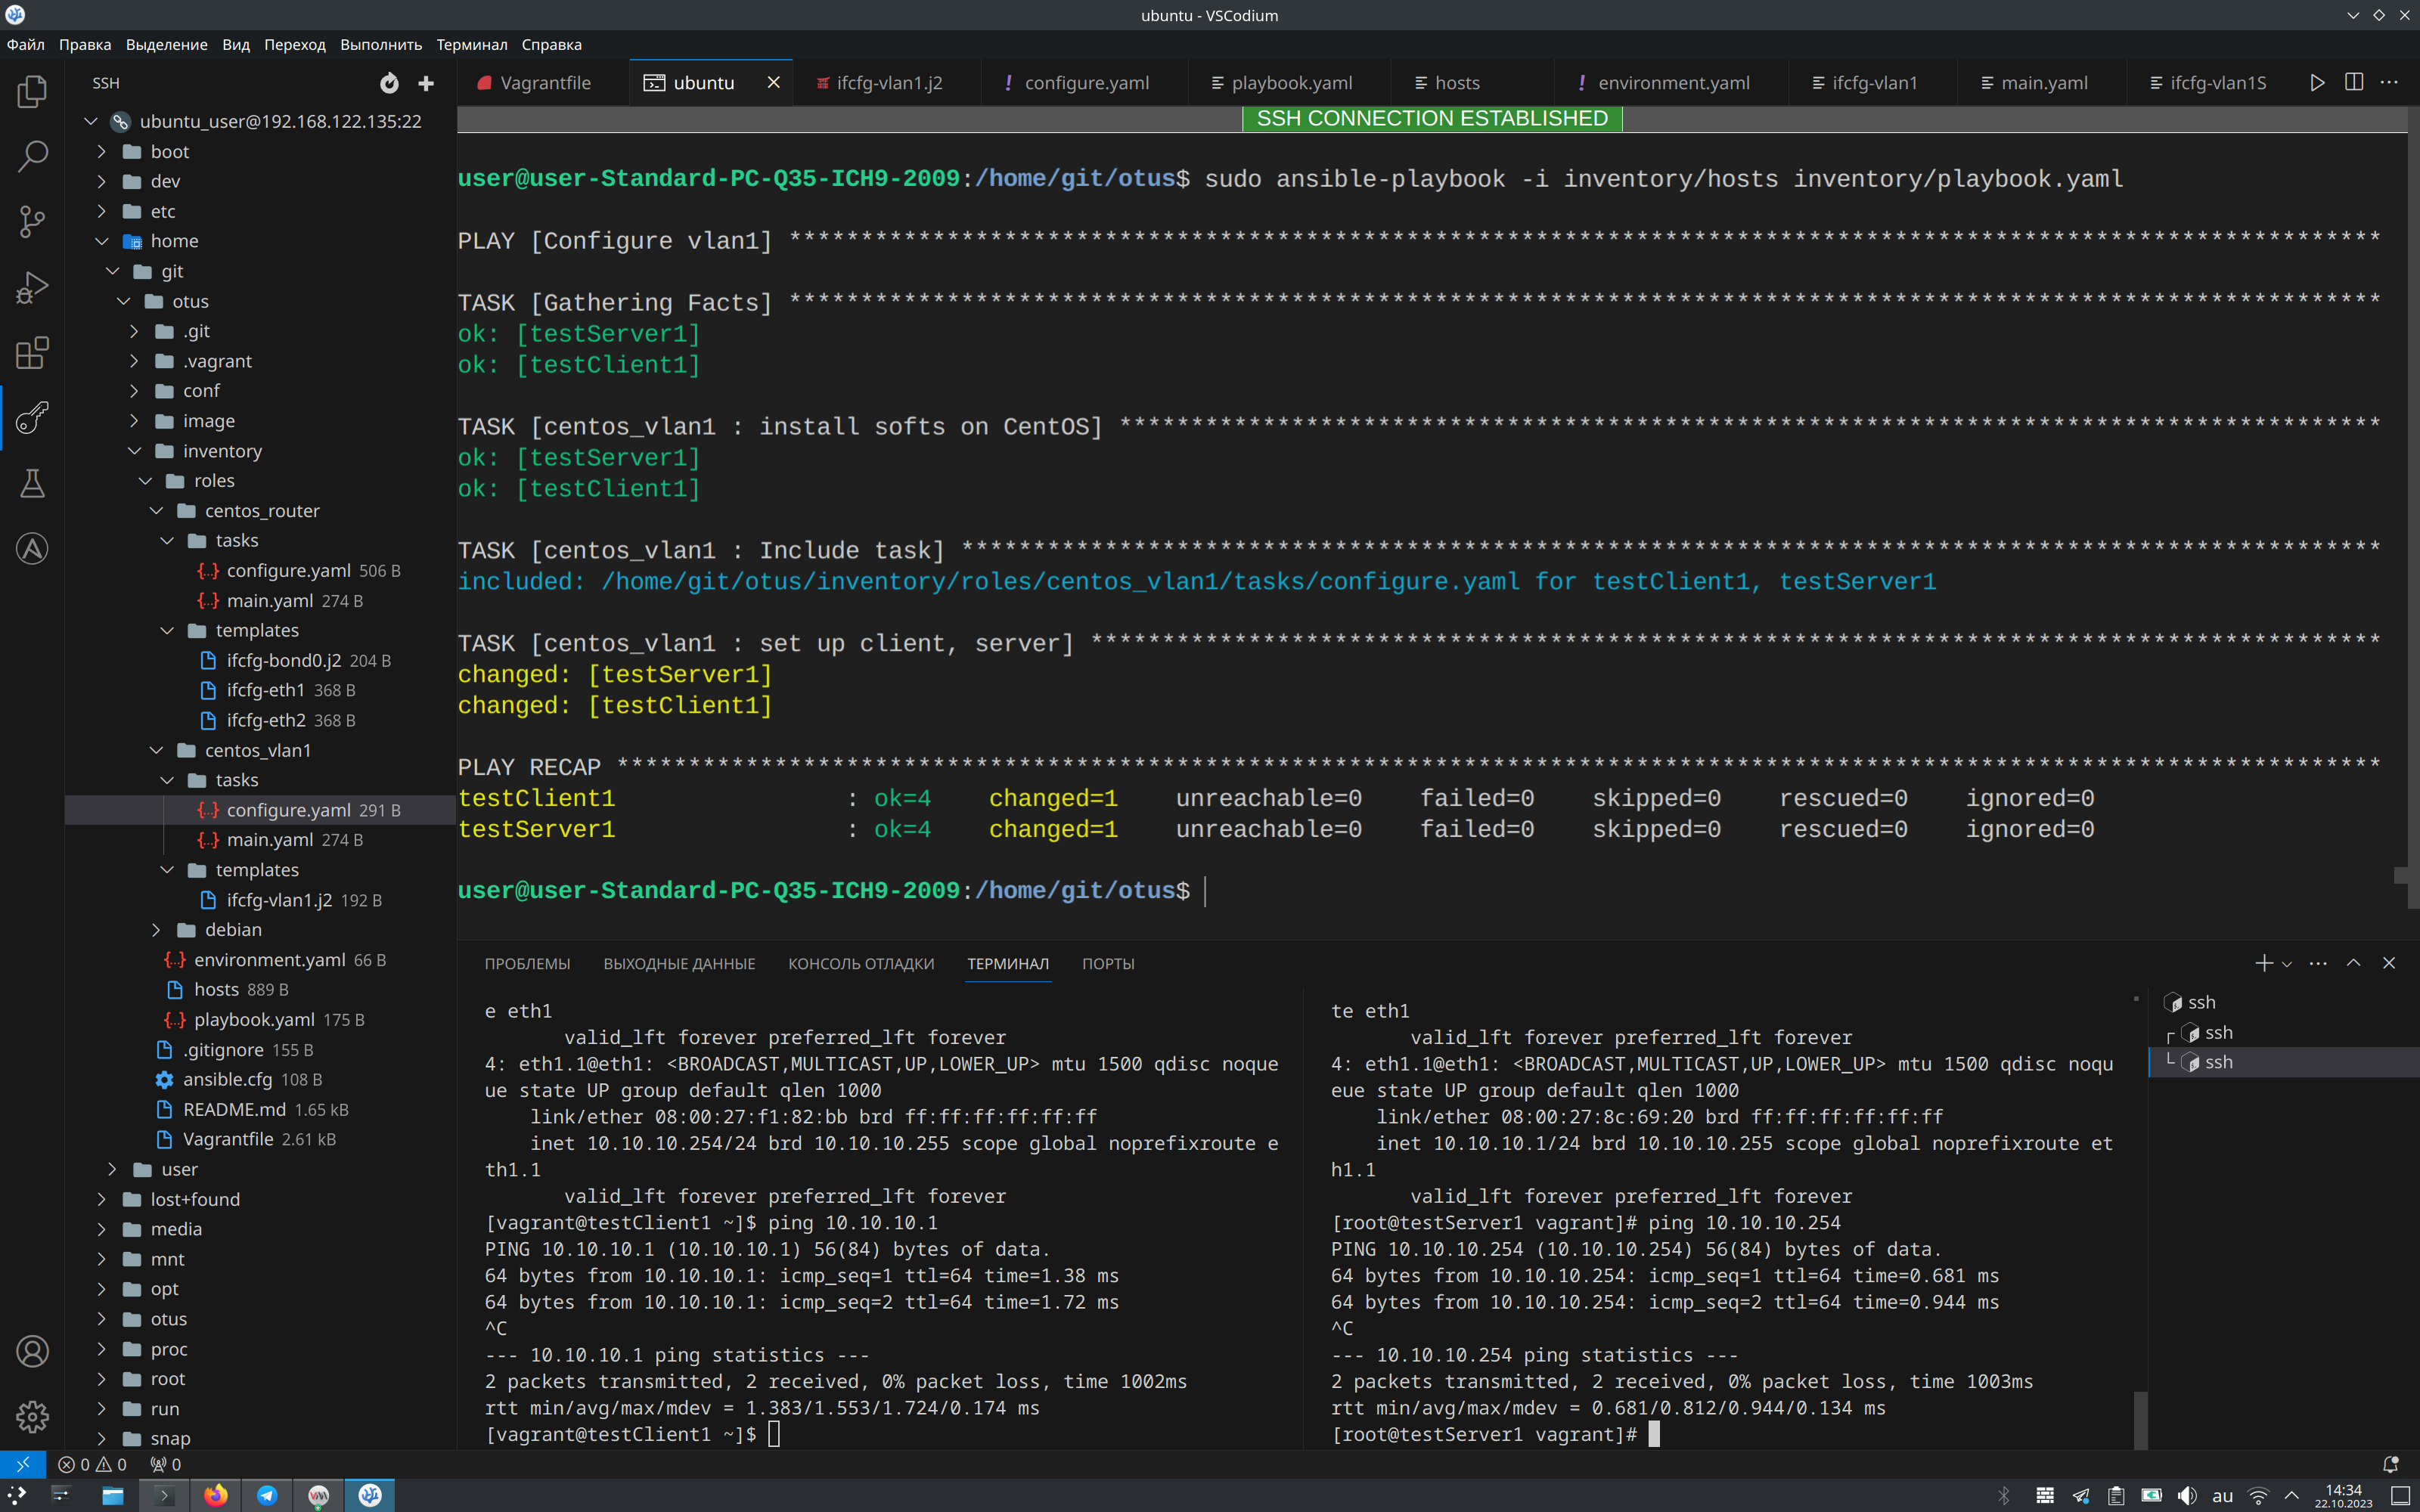 ubuntu - VSCodium
Файл Правка Выделение Вид Переход Выполнить Терминал Справка
SSH
Vagrantfile ubuntu ifcfg-vlan1.j2 configure.yaml playbook.yaml hosts environment.yaml ifcfg-vlan1 main.yaml ifcfg-vlan1S
ubuntu_user@192.168.122.135:22
boot
dev
etc
home
git
otus
.git
.vagrant
conf
image
inventory
roles
centos_router
tasks
configure.yaml 506 B
main.yaml 274 B
templates
ifcfg-bond0.j2 204 B
ifcfg-eth1 368 B
ifcfg-eth2 368 B
centos_vlan1
tasks
configure.yaml 291 B
main.yaml 274 B
templates
ifcfg-vlan1.j2 192 B
debian
environment.yaml 66 B
hosts 889 B
playbook.yaml 175 B
.gitignore 155 B
ansible.cfg 108 B
README.md 1.65 kB
Vagrantfile 2.61 kB
user
lost+found
media
mnt
opt
otus
proc
root
run
snap
SSH CONNECTION ESTABLISHED
user@user-Standard-PC-Q35-ICH9-2009:/home/git/otus$ sudo ansible-playbook -i inventory/hosts inventory/playbook.yaml
PLAY [Configure vlan1] ***************************************************************************************************************
TASK [Gathering Facts] ***************************************************************************************************************
ok: [testServer1]
ok: [testClient1]
TASK [centos_vlan1 : install softs on CentOS] ****************************************************************************************
ok: [testServer1]
ok: [testClient1]
TASK [centos_vlan1 : Include task] ***************************************************************************************************
included: /home/git/otus/inventory/roles/centos_vlan1/tasks/configure.yaml for testClient1, testServer1
TASK [centos_vlan1 : set up client, server] ******************************************************************************************
changed: [testServer1]
changed: [testClient1]
PLAY RECAP ***************************************************************************************************************************
testClient1 : ok=4 changed=1 unreachable=0 failed=0 skipped=0 rescued=0 ignored=0
testServer1 : ok=4 changed=1 unreachable=0 failed=0 skipped=0 rescued=0 ignored=0
user@user-Standard-PC-Q35-ICH9-2009:/home/git/otus$
ПРОБЛЕМЫ ВЫХОДНЫЕ ДАННЫЕ КОНСОЛЬ ОТЛАДКИ ТЕРМИНАЛ ПОРТЫ
e eth1
valid_lft forever preferred_lft forever
4: eth1.1@eth1: <BROADCAST,MULTICAST,UP,LOWER_UP> mtu 1500 qdisc noque
ue state UP group default qlen 1000
link/ether 08:00:27:f1:82:bb brd ff:ff:ff:ff:ff:ff
inet 10.10.10.254/24 brd 10.10.10.255 scope global noprefixroute e
th1.1
valid_lft forever preferred_lft forever
[vagrant@testClient1 ~]$ ping 10.10.10.1
PING 10.10.10.1 (10.10.10.1) 56(84) bytes of data.
64 bytes from 10.10.10.1: icmp_seq=1 ttl=64 time=1.38 ms
64 bytes from 10.10.10.1: icmp_seq=2 ttl=64 time=1.72 ms
^C
--- 10.10.10.1 ping statistics ---
2 packets transmitted, 2 received, 0% packet loss, time 1002ms
rtt min/avg/max/mdev = 1.383/1.553/1.724/0.174 ms
[vagrant@testClient1 ~]$
te eth1
valid_lft forever preferred_lft forever
4: eth1.1@eth1: <BROADCAST,MULTICAST,UP,LOWER_UP> mtu 1500 qdisc noqu
eue state UP group default qlen 1000
link/ether 08:00:27:8c:69:20 brd ff:ff:ff:ff:ff:ff
inet 10.10.10.1/24 brd 10.10.10.255 scope global noprefixroute et
h1.1
valid_lft forever preferred_lft forever
[root@testServer1 vagrant]# ping 10.10.10.254
PING 10.10.10.254 (10.10.10.254) 56(84) bytes of data.
64 bytes from 10.10.10.254: icmp_seq=1 ttl=64 time=0.681 ms
64 bytes from 10.10.10.254: icmp_seq=2 ttl=64 time=0.944 ms
^C
--- 10.10.10.254 ping statistics ---
2 packets transmitted, 2 received, 0% packet loss, time 1003ms
rtt min/avg/max/mdev = 0.681/0.812/0.944/0.134 ms
[root@testServer1 vagrant]#
ssh
ssh
ssh
0 0 0
au
14:34
22.10.2023